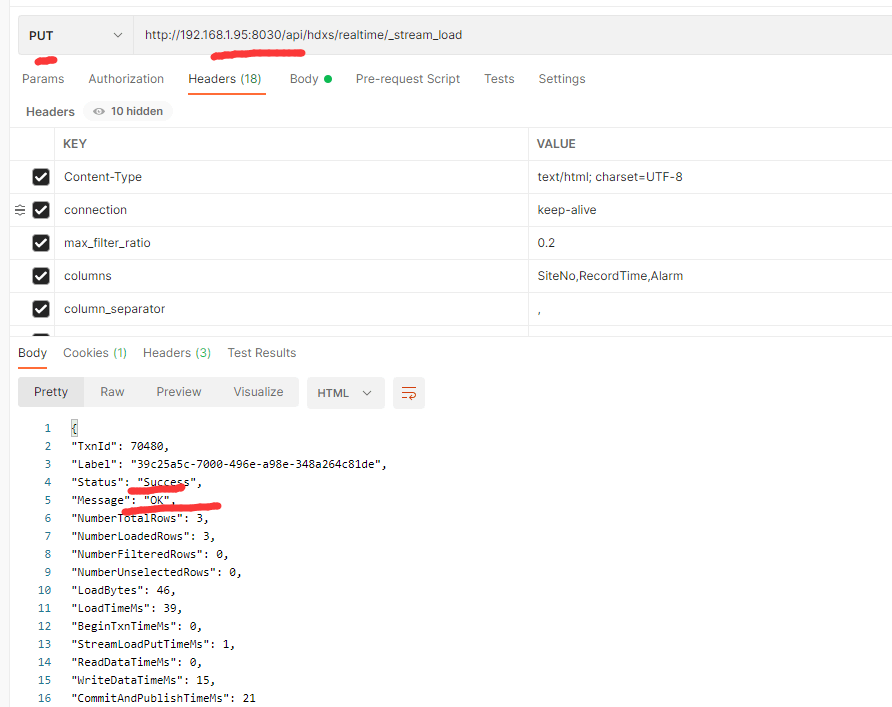 PUT http://192.168.1.95:8030/api/hdxs/realtime/_stream_load
Params Authorization Headers (18) Body Pre-request Script Tests Settings
Headers 10 hidden
KEY VALUE
Content-Type text/html; charset=UTF-8
connection keep-alive
max_filter_ratio 0.2
columns SiteNo,RecordTime,Alarm
column_separator ,
Body Cookies (1) Headers (3) Test Results
Pretty Raw Preview Visualize HTML
1 {
2 "TxnId": 70480,
3 "Label": "39c25a5c-7000-496e-a98e-348a264c81de",
4 "Status": "Success",
5 "Message": "OK",
6 "NumberTotalRows": 3,
7 "NumberLoadedRows": 3,
8 "NumberFilteredRows": 0,
9 "NumberUnselectedRows": 0,
10 "LoadBytes": 46,
11 "LoadTimeMs": 39,
12 "BeginTxnTimeMs": 0,
13 "StreamLoadPutTimeMs": 1,
14 "ReadDataTimeMs": 0,
15 "WriteDataTimeMs": 15,
16 "CommitAndPublishTimeMs": 21